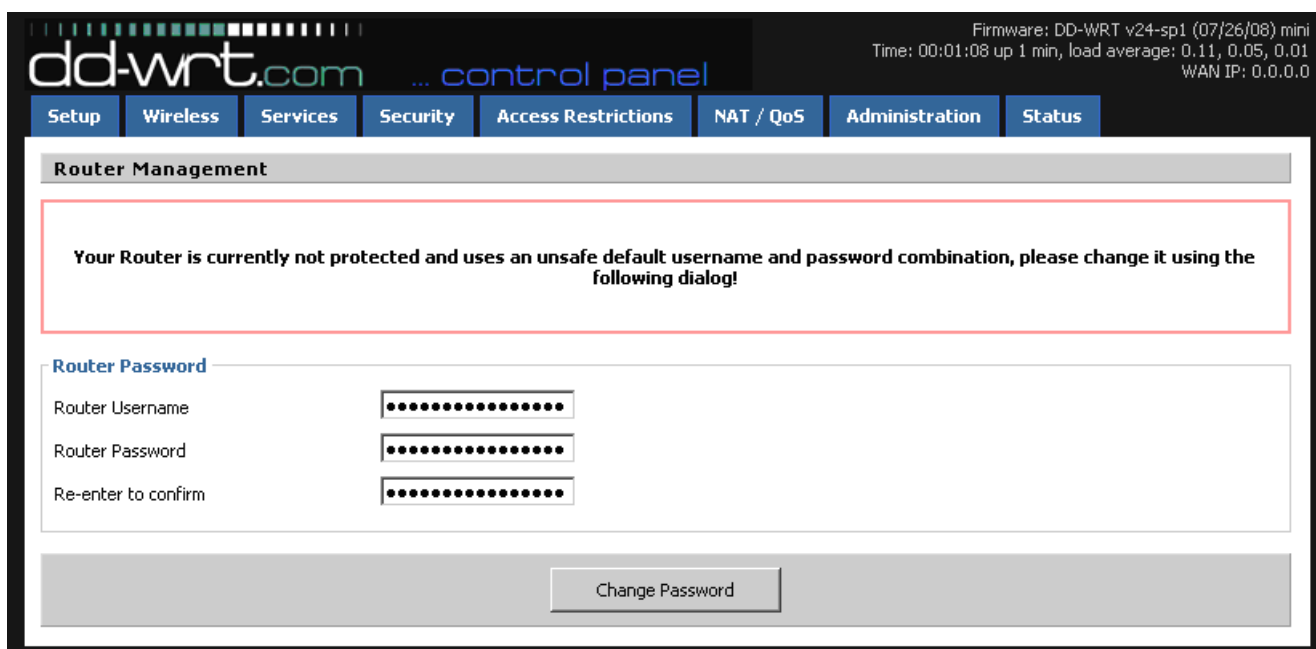 Firmware: DD-WRT v24-sp1 (07/26/08) mini
Time: 00:01:08 up 1 min, load average: 0.11, 0.05, 0.01
WAN IP: 0.0.0.0
dd-wrt.com ... control panel
Setup Wireless Services Security Access Restrictions NAT / QoS Administration Status
Router Management
Your Router is currently not protected and uses an unsafe default username and password combination, please change it using the
following dialog!
Router Password
Router Username ●●●●●●●●●●●●●●●●
Router Password ●●●●●●●●●●●●●●●●
Re-enter to confirm ●●●●●●●●●●●●●●●●
Change Password